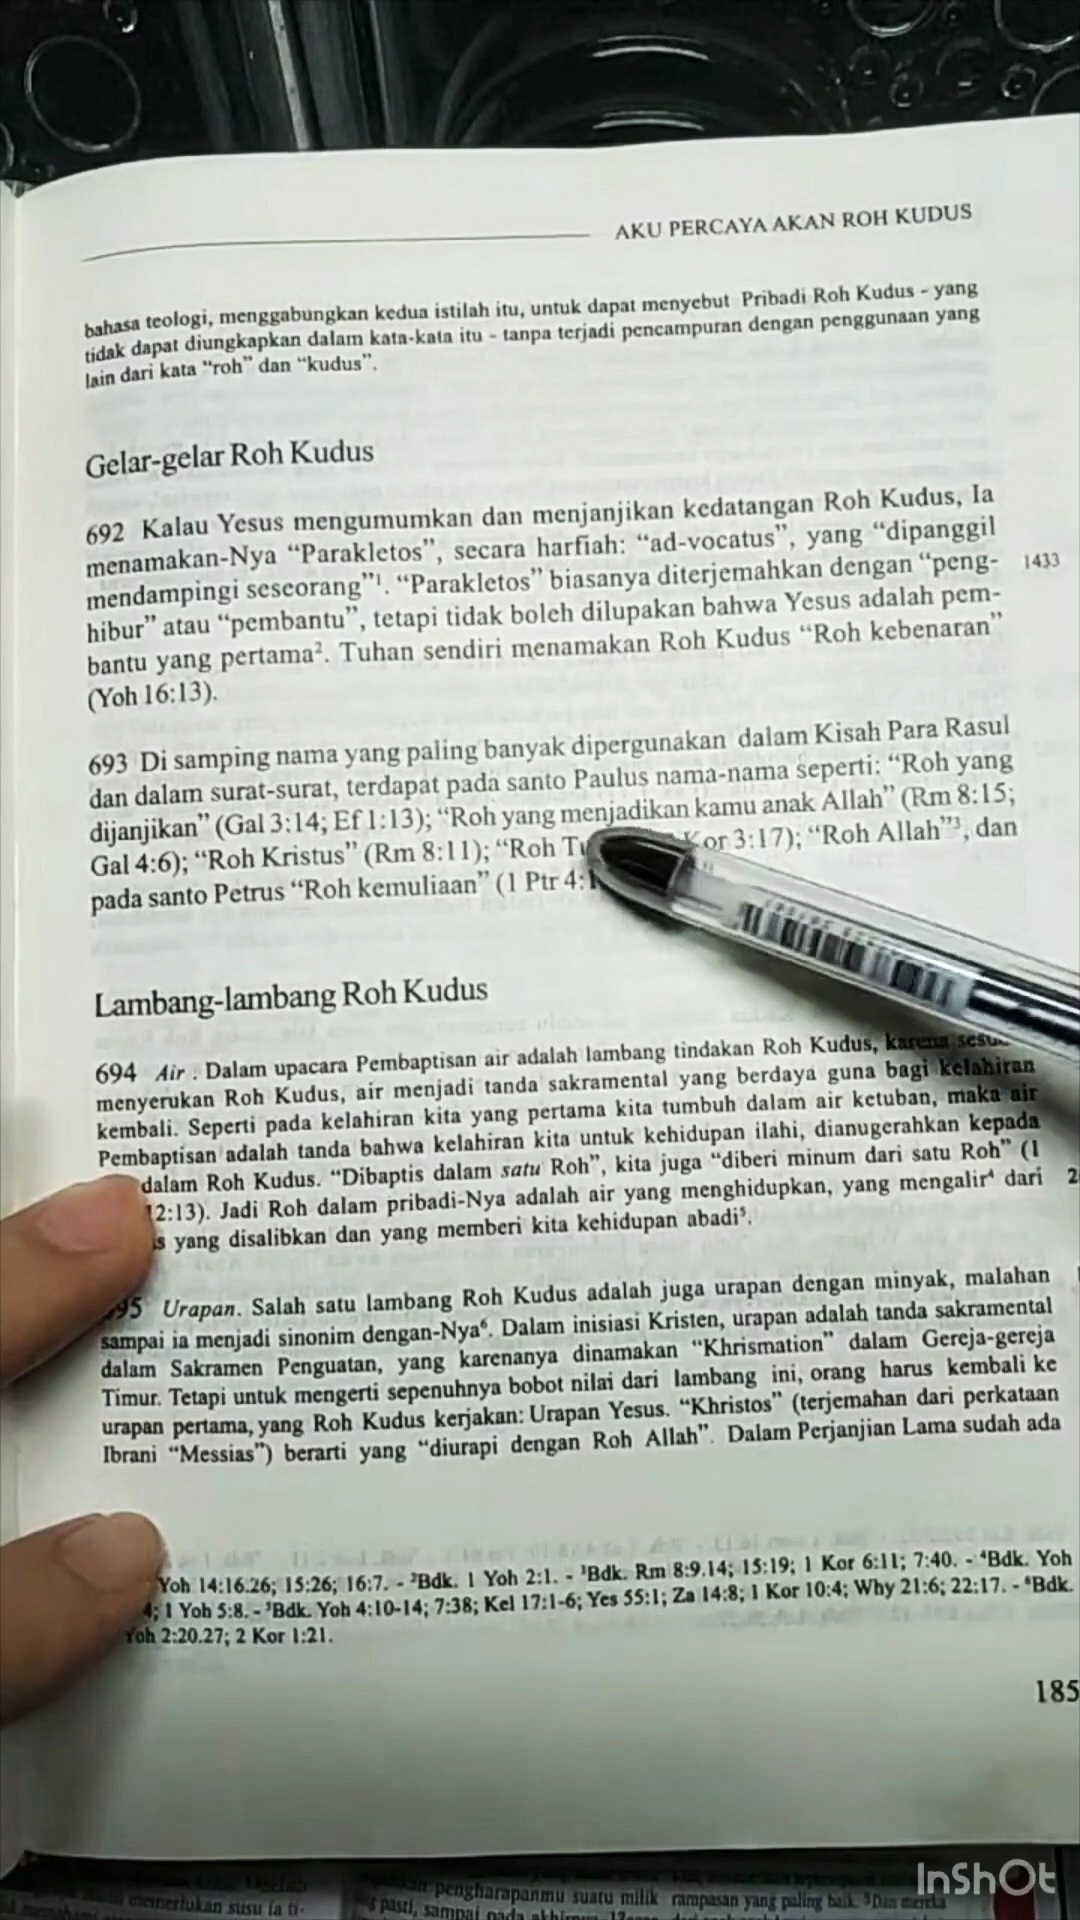 AKU PERCAYA AKAN ROH KUDUS
bahasa teologi, menggabungkan kedua istilah itu, untuk dapat menyebut Pribadi Roh Kudus - yang
tidak dapat diungkapkan dalam kata-kata itu - tanpa terjadi pencampuran dengan penggunaan yang
lain dari kata “roh” dan “kudus”.
Gelar-gelar Roh Kudus
692 Kalau Yesus mengumumkan dan menjanjikan kedatangan Roh Kudus, Ia
menamakan-Nya “Parakletos”, secara harfiah: “ad-vocatus”, yang “dipanggil
mendampingi seseorang”¹. “Parakletos” biasanya diterjemahkan dengan “peng- 1433
hibur” atau “pembantu”, tetapi tidak boleh dilupakan bahwa Yesus adalah pem-
bantu yang pertama². Tuhan sendiri menamakan Roh Kudus “Roh kebenaran”
(Yoh 16:13).
693 Di samping nama yang paling banyak dipergunakan dalam Kisah Para Rasul
dan dalam surat-surat, terdapat pada santo Paulus nama-nama seperti: “Roh yang
dijanjikan” (Gal 3:14; Ef 1:13); “Roh yang menjadikan kamu anak Allah” (Rm 8:15;
Gal 4:6); “Roh Kristus” (Rm 8:11); “Roh Kor 3:17); “Roh Allah”³, dan
pada santo Petrus “Roh kemuliaan” (1 Ptr 4:
Lambang-lambang Roh Kudus
694 Air . Dalam upacara Pembaptisan air adalah lambang tindakan Roh Kudus, karena
menyerukan Roh Kudus, air menjadi tanda sakramental yang berdaya guna bagi kelahiran
kembali. Seperti pada kelahiran kita yang pertama kita tumbuh dalam air ketuban, maka air
Pembaptisan adalah tanda bahwa kelahiran kita untuk kehidupan ilahi, dianugerahkan kepada
dalam Roh Kudus. “Dibaptis dalam satu Roh”, kita juga “diberi minum dari satu Roh” (1
12:13). Jadi Roh dalam pribadi-Nya adalah air yang menghidupkan, yang mengalir⁴ dari 2
yang disalibkan dan yang memberi kita kehidupan abadi⁵.
95 Urapan. Salah satu lambang Roh Kudus adalah juga urapan dengan minyak, malahan
sampai ia menjadi sinonim dengan-Nya⁶. Dalam inisiasi Kristen, urapan adalah tanda sakramental
dalam Sakramen Penguatan, yang karenanya dinamakan “Khrismation” dalam Gereja-gereja
Timur. Tetapi untuk mengerti sepenuhnya bobot nilai dari lambang ini, orang harus kembali ke
urapan pertama, yang Roh Kudus kerjakan: Urapan Yesus. “Khristos” (terjemahan dari perkataan
Ibrani “Messias”) berarti yang “diurapi dengan Roh Allah”. Dalam Perjanjian Lama sudah ada
Yoh 14:16.26; 15:26; 16:7. - ²Bdk. 1 Yoh 2:1. - ³Bdk. Rm 8:9.14; 15:19; 1 Kor 6:11; 7:40. - ⁴Bdk. Yoh
4; 1 Yoh 5:8. - ⁵Bdk. Yoh 4:10-14; 7:38; Kel 17:1-6; Yes 55:1; Za 14:8; 1 Kor 10:4; Why 21:6; 22:17. - ⁶Bdk.
Yoh 2:20.27; 2 Kor 1:21.
185
InShOt
memerlukan susu ia ti-
pengharapanmu suatu milik rampasan yang paling baik. ⁵Dan mereka
pasti, sampai pada